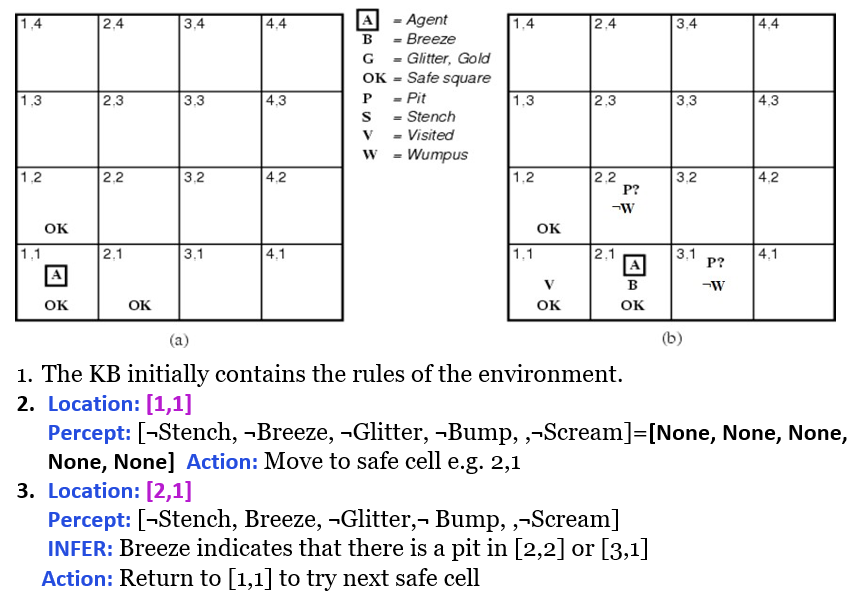 1,4 2,4 3,4 4,4
1,3 2,3 3,3 4,3
1,2 2,2 3,2 4,2
OK
1,1 2,1 3,1 4,1
A
OK OK
(a)
A = Agent
B = Breeze
G = Glitter, Gold
OK = Safe square
P = Pit
S = Stench
V = Visited
W = Wumpus
1,4 2,4 3,4 4,4
1,3 2,3 3,3 4,3
1,2 2,2 3,2 4,2
P?
¬W
OK
1,1 2,1 3,1 4,1
A P?
V B ¬W
OK OK
(b)
1. The KB initially contains the rules of the environment.
2. Location: [1,1]
Percept: [¬Stench, ¬Breeze, ¬Glitter, ¬Bump, ,¬Scream]=[None, None, None,
None, None] Action: Move to safe cell e.g. 2,1
3. Location: [2,1]
Percept: [¬Stench, Breeze, ¬Glitter,¬ Bump, ,¬Scream]
INFER: Breeze indicates that there is a pit in [2,2] or [3,1]
Action: Return to [1,1] to try next safe cell